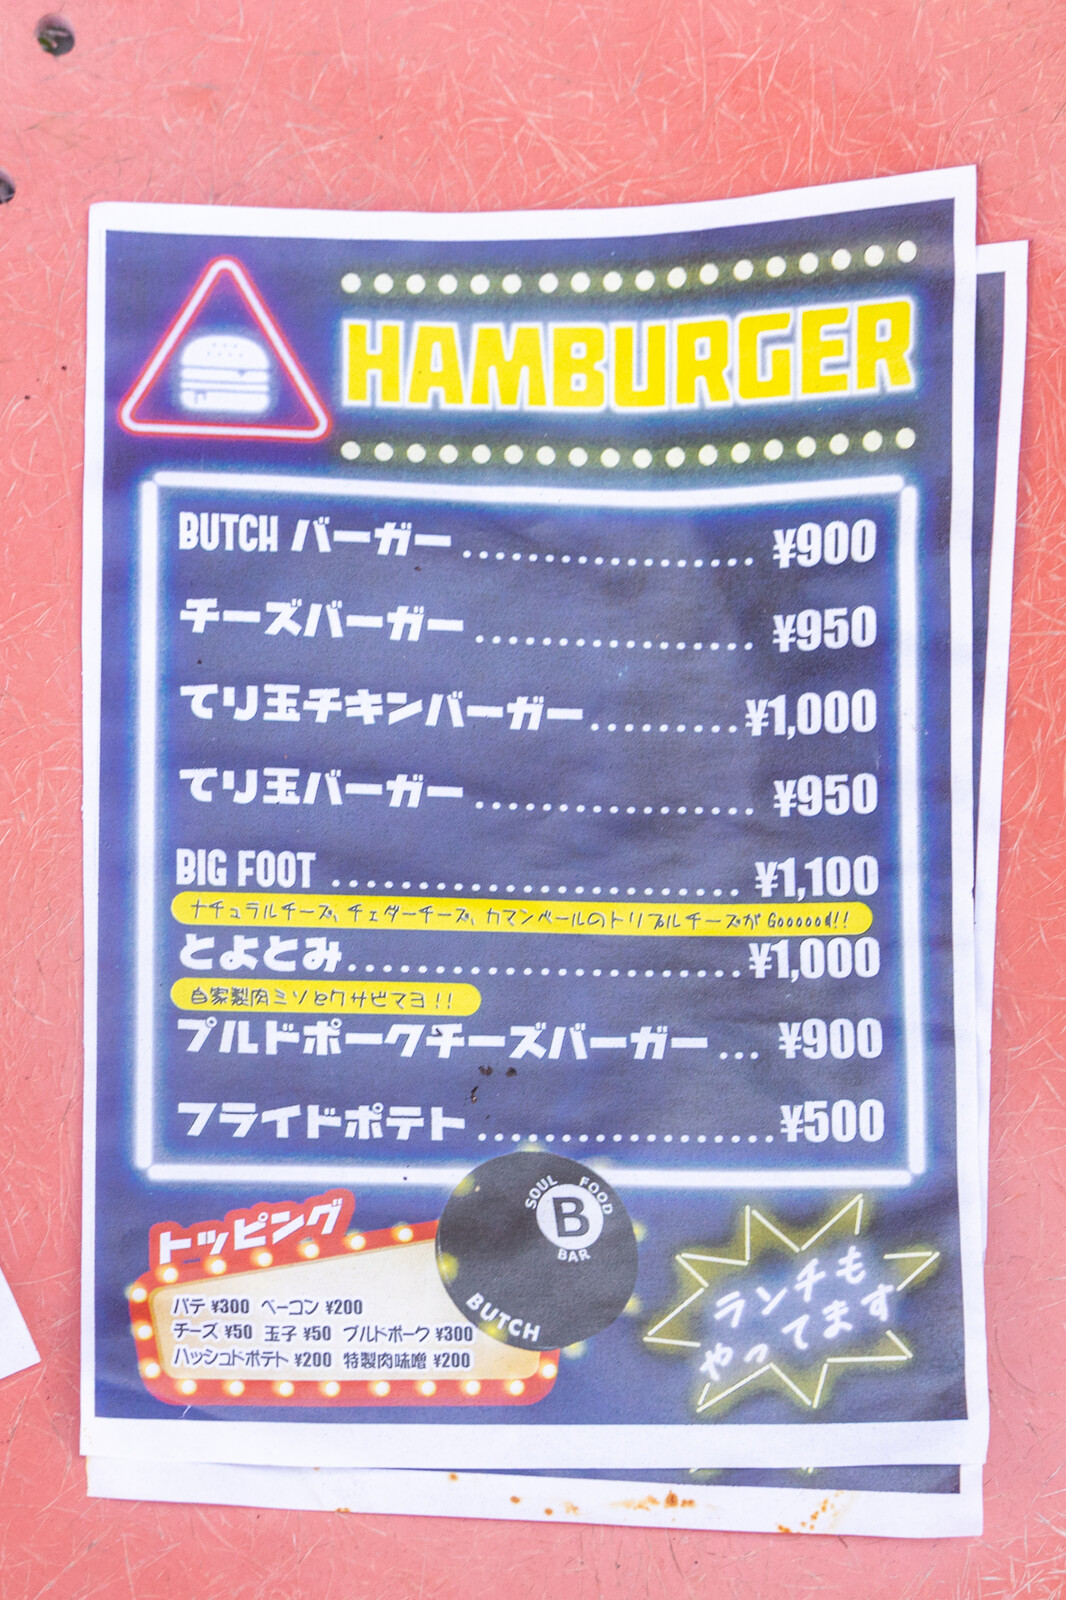 HAMBURGER
BUTCH バーガー.....................¥900
チーズバーガー.....................¥950
てり玉チキンバーガー...........¥1,000
てり玉バーガー.....................¥950
BIG FOOT ..............................¥1,100
ナチュラルチーズ、チェダーチーズ、カマンベールのトリプルチーズがGoooood!!
とよとみ.............................¥1,000
自家製肉ミソとワサビマヨ!!
プルドポークチーズバーガー... ¥900
フライドポテト......................¥500
トッピング
パテ ¥300 ベーコン ¥200
チーズ ¥50 玉子 ¥50 プルドポーク ¥300
ハッシュドポテト ¥200 特製肉味噌 ¥200
SOUL FOOD
B
BAR
BUTCH
ランチも
やってます